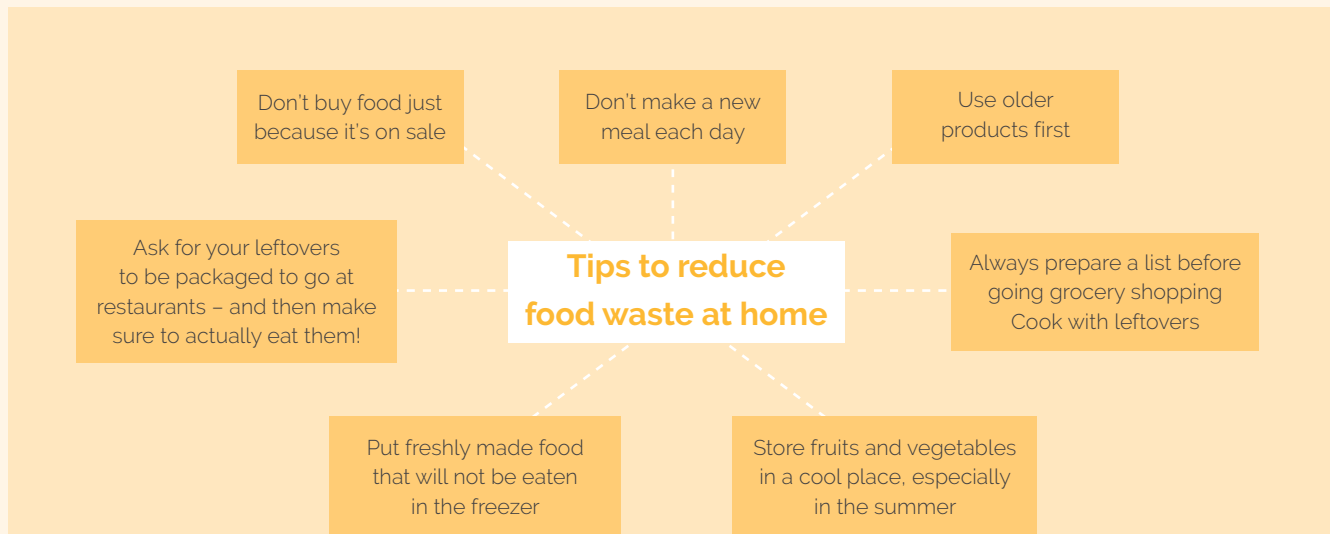 Don't buy food just
because it's on sale
Don't make a new
meal each day
Use older
products first
Ask for your leftovers
to be packaged to go at
restaurants – and then make
sure to actually eat them!
Tips to reduce
food waste at home
Always prepare a list before
going grocery shopping
Cook with leftovers
Put freshly made food
that will not be eaten
in the freezer
Store fruits and vegetables
in a cool place, especially
in the summer